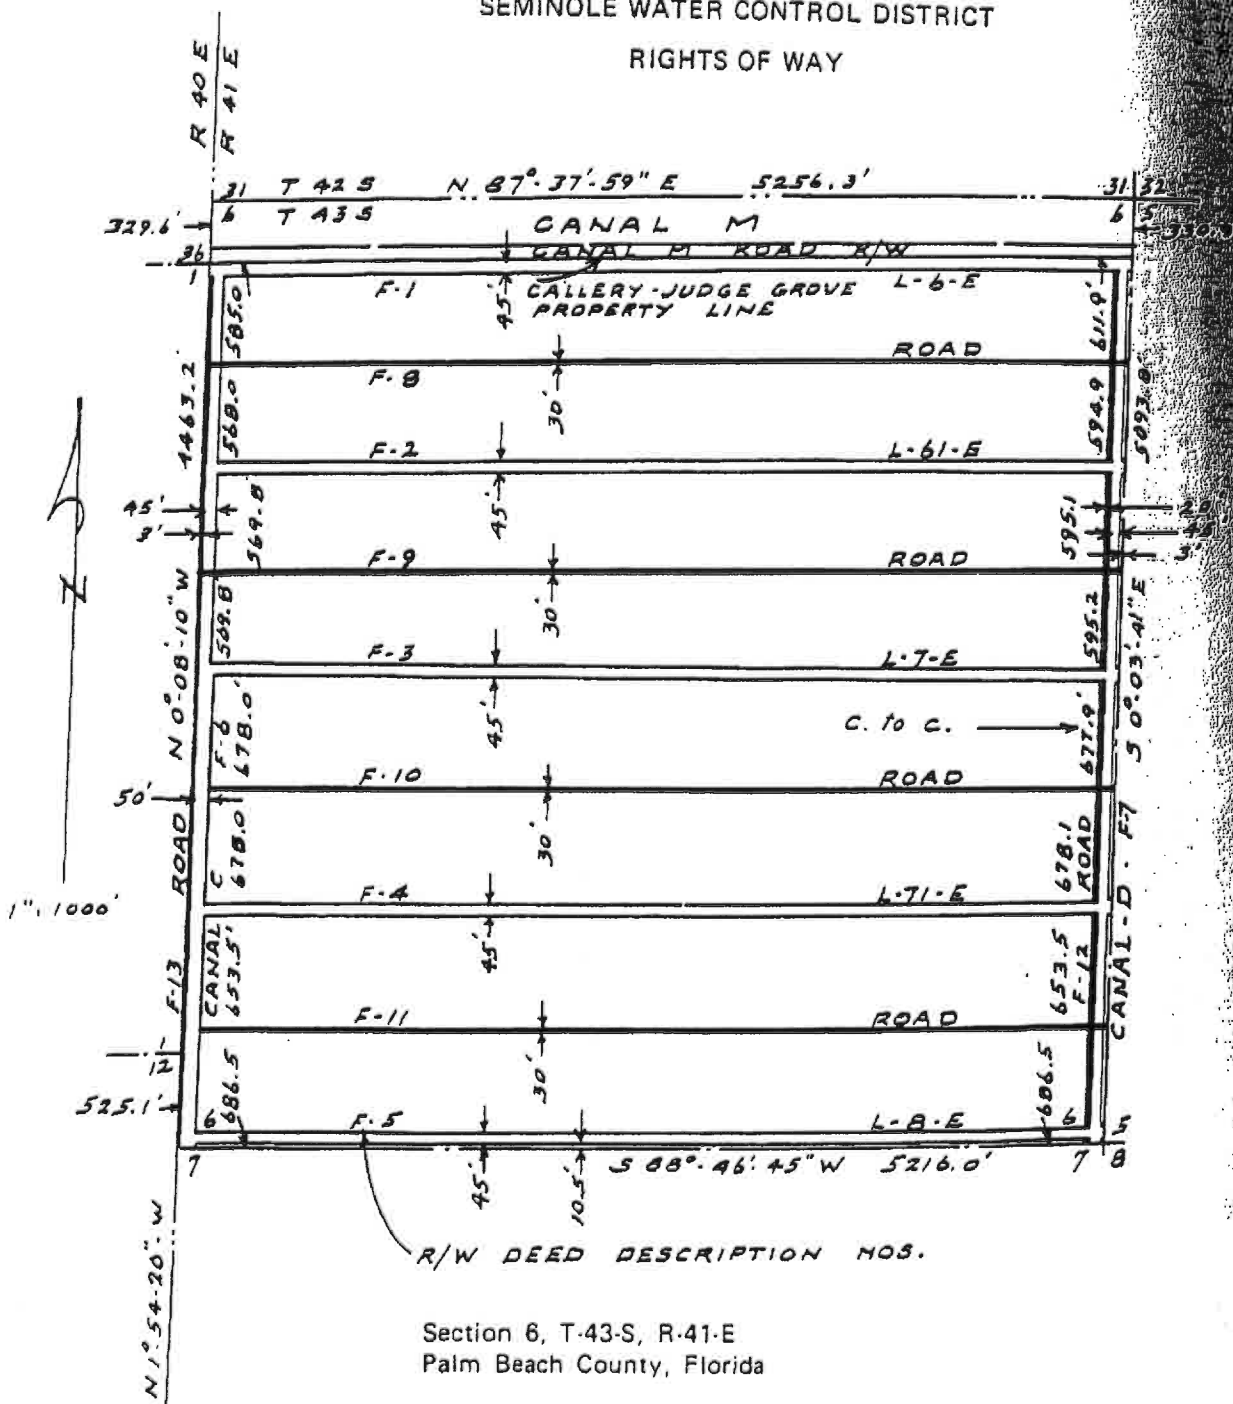 SEMINOLE WATER CONTROL DISTRICT
RIGHTS OF WAY
R 40 E
R 41 E
31 T 42 S N 87°-37'-59" E 5256.3' 31 32
6 T 43 S 6 5
329.6'
CANAL M
36
CANAL M ROAD R/W
1
F-1 L-6-E
CALLERY-JUDGE GROVE
PROPERTY LINE
45'
585.0
611.9'
ROAD
F-8
30'
4463.2'
568.0
594.9
5093.8'
F-2 L-61-E
45'
45'
3'
569.8
595.1
3'
F-9 ROAD
30'
N 0°-08'-10" W
569.8
595.2
S 0°-03'-41" E
F-3 L-7-E
45'
F-6
678.0'
C. to C.
677.9'
F-10 ROAD
50'
30'
ROAD
C
678.0
678.1
ROAD
1": 1000'
F-4 L-71-E
45'
F-13
CANAL
653.5'
653.5
F-12
CANAL-D. F-7
F-11 ROAD
30'
1
12
525.1'
686.5
686.5
6 F-5 L-8-E 6 5
7 S 88°-46'-45" W 5216.0' 7 8
45'
10.5'
N 1°-54-20" W
R/W DEED DESCRIPTION NOS.
Z
Section 6, T-43-S, R-41-E
Palm Beach County, Florida